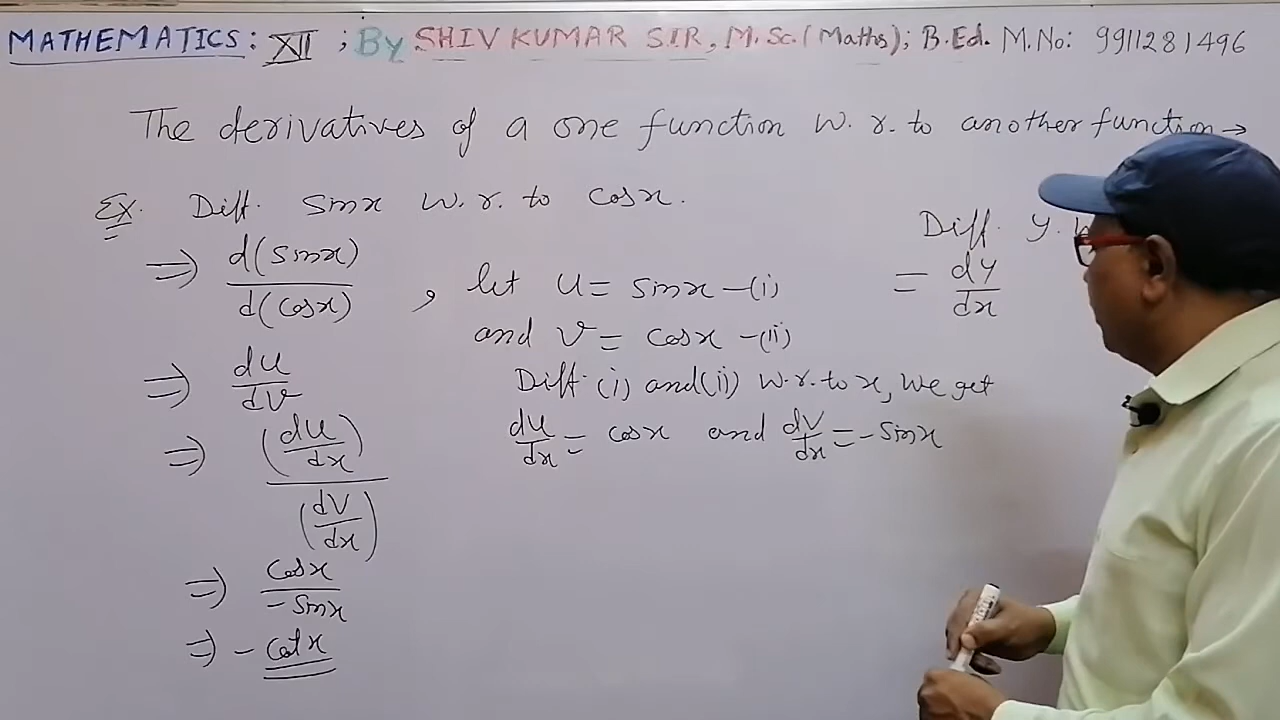 MATHEMATICS: XII ; By SHIV KUMAR SIR, M.Sc.(Maths); B.Ed. M.No: 9911281496
The derivatives of a one function w.r.to another function →
Ex. Diff. sinx w.r.to cosx.
⇒ d(sinx)/d(cosx) , let u = sinx -(i)
and v = cosx -(ii)
⇒ du/dv
Diff.(i) and (ii) w.r.to x, we get
⇒ (du/dx)/(dv/dx)
du/dx = cosx and dv/dx = -sinx
⇒ cosx/-sinx
⇒ - cotx
Diff. y.
= dy/dx